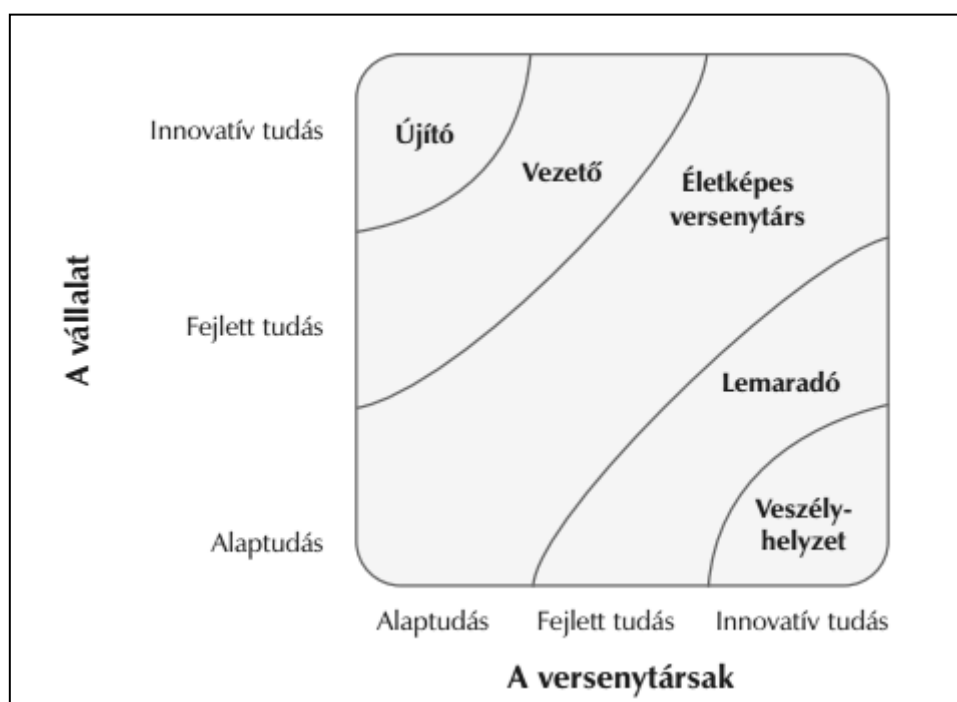 Innovatív tudás
Újító
Vezető
Életképes
versenytárs
A vállalat
Fejlett tudás
Lemaradó
Veszély-
helyzet
Alaptudás
Alaptudás
Fejlett tudás
Innovatív tudás
A versenytársak